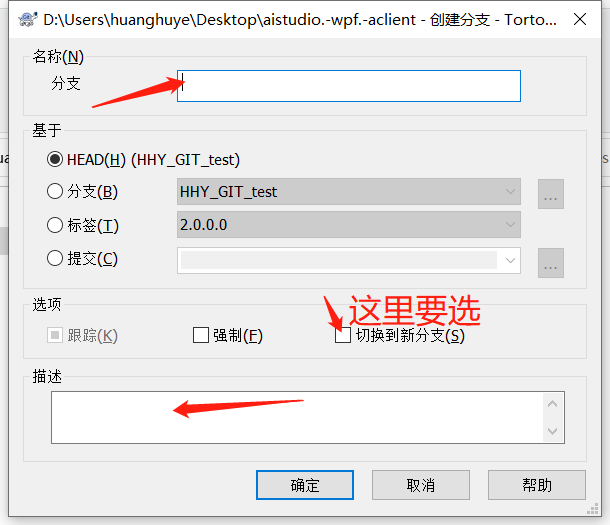 D:\Users\huanghuye\Desktop\aistudio.-wpf.-aclient - 创建分支 - Torto...
名称(N)
分支
基于
HEAD(H) (HHY_GIT_test)
分支(B)
HHY_GIT_test
...
标签(T)
2.0.0.0
提交(C)
...
选项
这里要选
跟踪(K)
强制(F)
切换到新分支(S)
描述
确定
取消
帮助